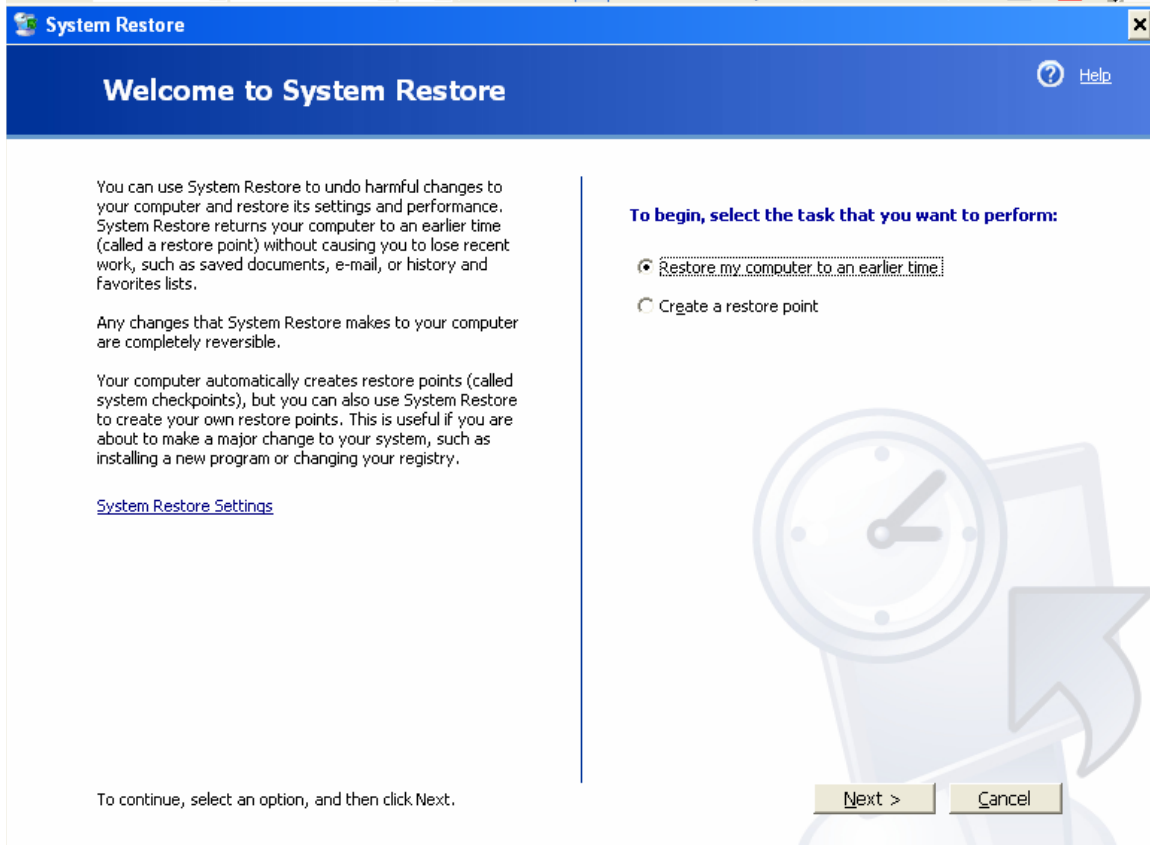 System Restore
Welcome to System Restore
Help
You can use System Restore to undo harmful changes to
your computer and restore its settings and performance.
System Restore returns your computer to an earlier time
(called a restore point) without causing you to lose recent
work, such as saved documents, e-mail, or history and
favorites lists.
Any changes that System Restore makes to your computer
are completely reversible.
Your computer automatically creates restore points (called
system checkpoints), but you can also use System Restore
to create your own restore points. This is useful if you are
about to make a major change to your system, such as
installing a new program or changing your registry.
System Restore Settings
To begin, select the task that you want to perform:
Restore my computer to an earlier time
Create a restore point
To continue, select an option, and then click Next.
Next >
Cancel